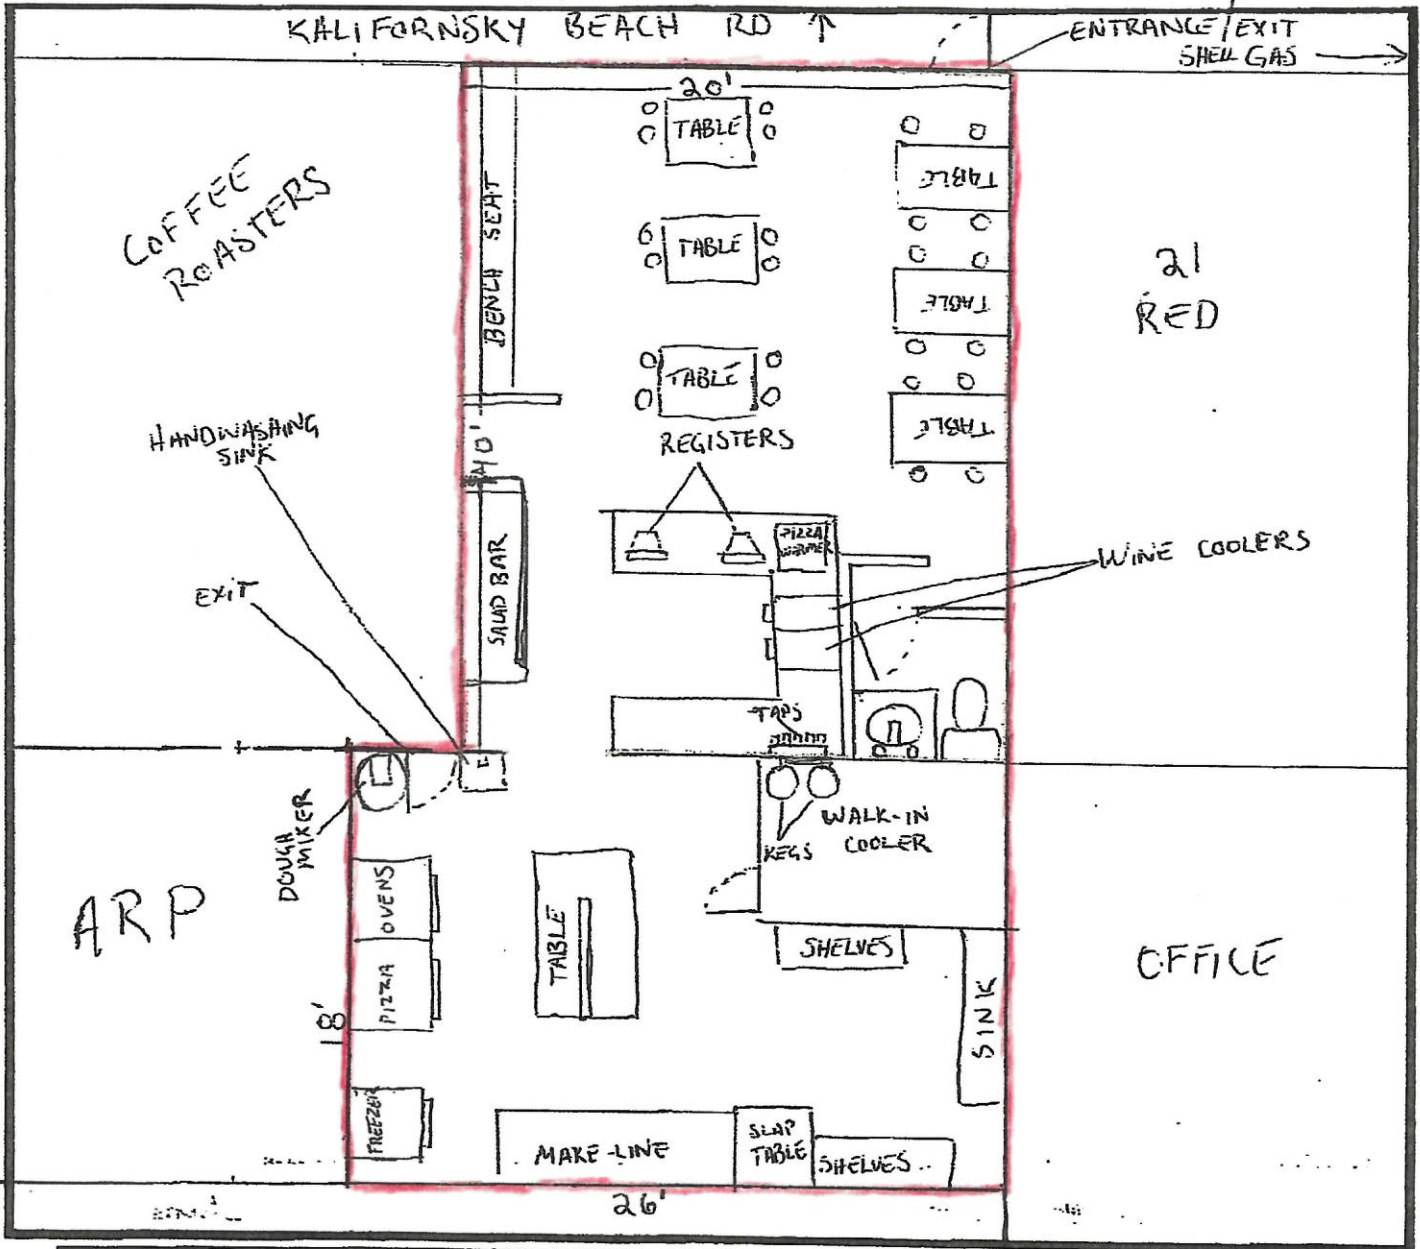 KALIFORNSKY BEACH RD ↑
ENTRANCE/EXIT
SHELL GAS →
20'
TABLE
TABLE
COFFEE
ROASTERS
BENCH SEAT
TABLE
21
RED
TABLE
TABLE
TABLE
HANDWASHING
SINK
40'
REGISTERS
PIZZA
WARMER
WINE COOLERS
SALAD BAR
EXIT
TAPS
DOUGH
MIXER
KEGS
WALK-IN
COOLER
ARP
PIZZA OVENS
TABLE
SHELVES
OFFICE
SINK
18'
FREEZER
MAKE-LINE
SLAP
TABLE
SHELVES
26'